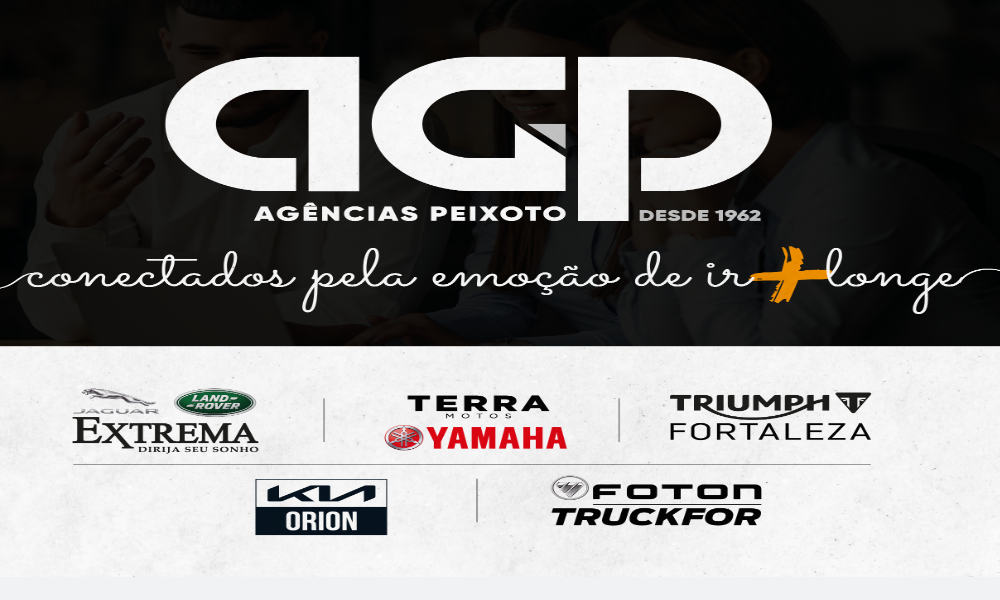 AGP
AGÊNCIAS PEIXOTO
DESDE 1962
conectados pela emoção de ir + longe
JAGUAR
LAND-
-ROVER
EXTREMA
DIRIJA SEU SONHO
TERRA
MOTOS
YAMAHA
TRIUMPH
FORTALEZA
KIA
ORION
FOTON
TRUCKFOR